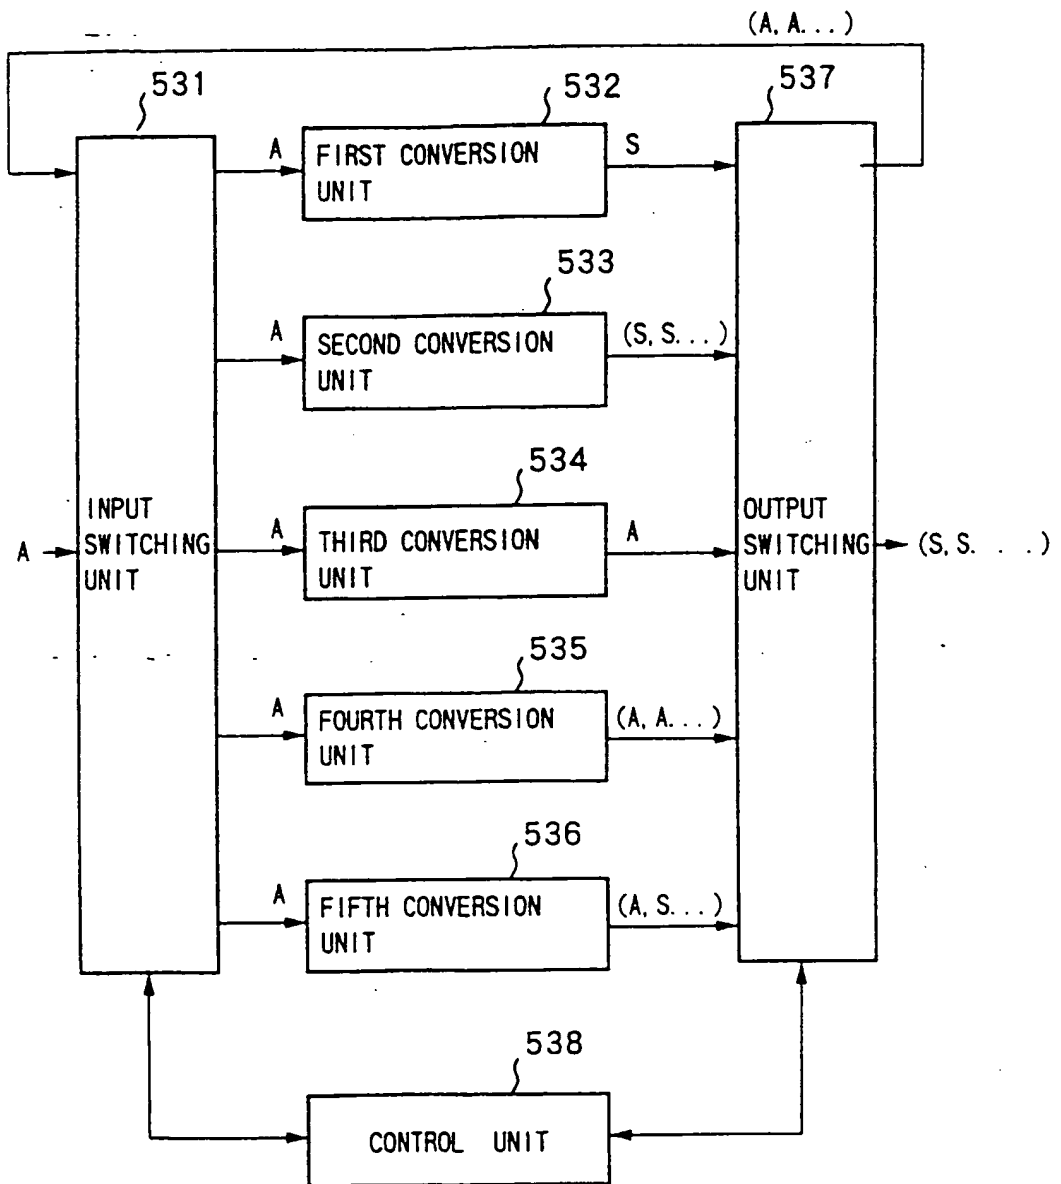 (A, A...)
531
532
537
A
FIRST CONVERSION
UNIT
S
533
A
SECOND CONVERSION
UNIT
(S, S...)
534
A
INPUT
SWITCHING
UNIT
A
THIRD CONVERSION
UNIT
A
OUTPUT
SWITCHING
UNIT
(S, S. . . .)
535
A
FOURTH CONVERSION
UNIT
(A, A...)
536
A
FIFTH CONVERSION
UNIT
(A, S...)
538
CONTROL UNIT